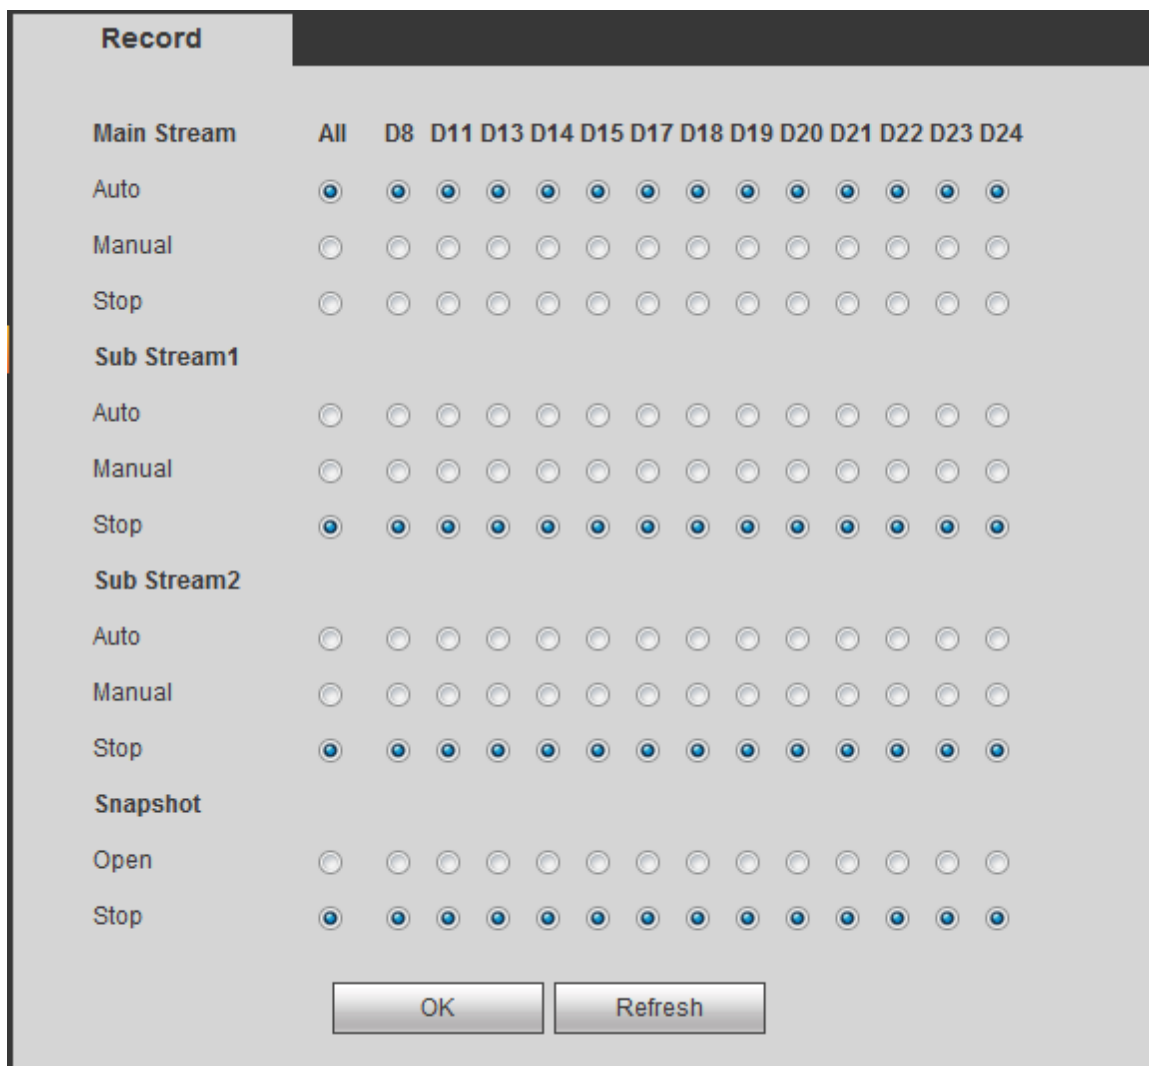 Record
Main Stream All D8 D11 D13 D14 D15 D17 D18 D19 D20 D21 D22 D23 D24
Auto
Manual
Stop
Sub Stream1
Auto
Manual
Stop
Sub Stream2
Auto
Manual
Stop
Snapshot
Open
Stop
OK Refresh